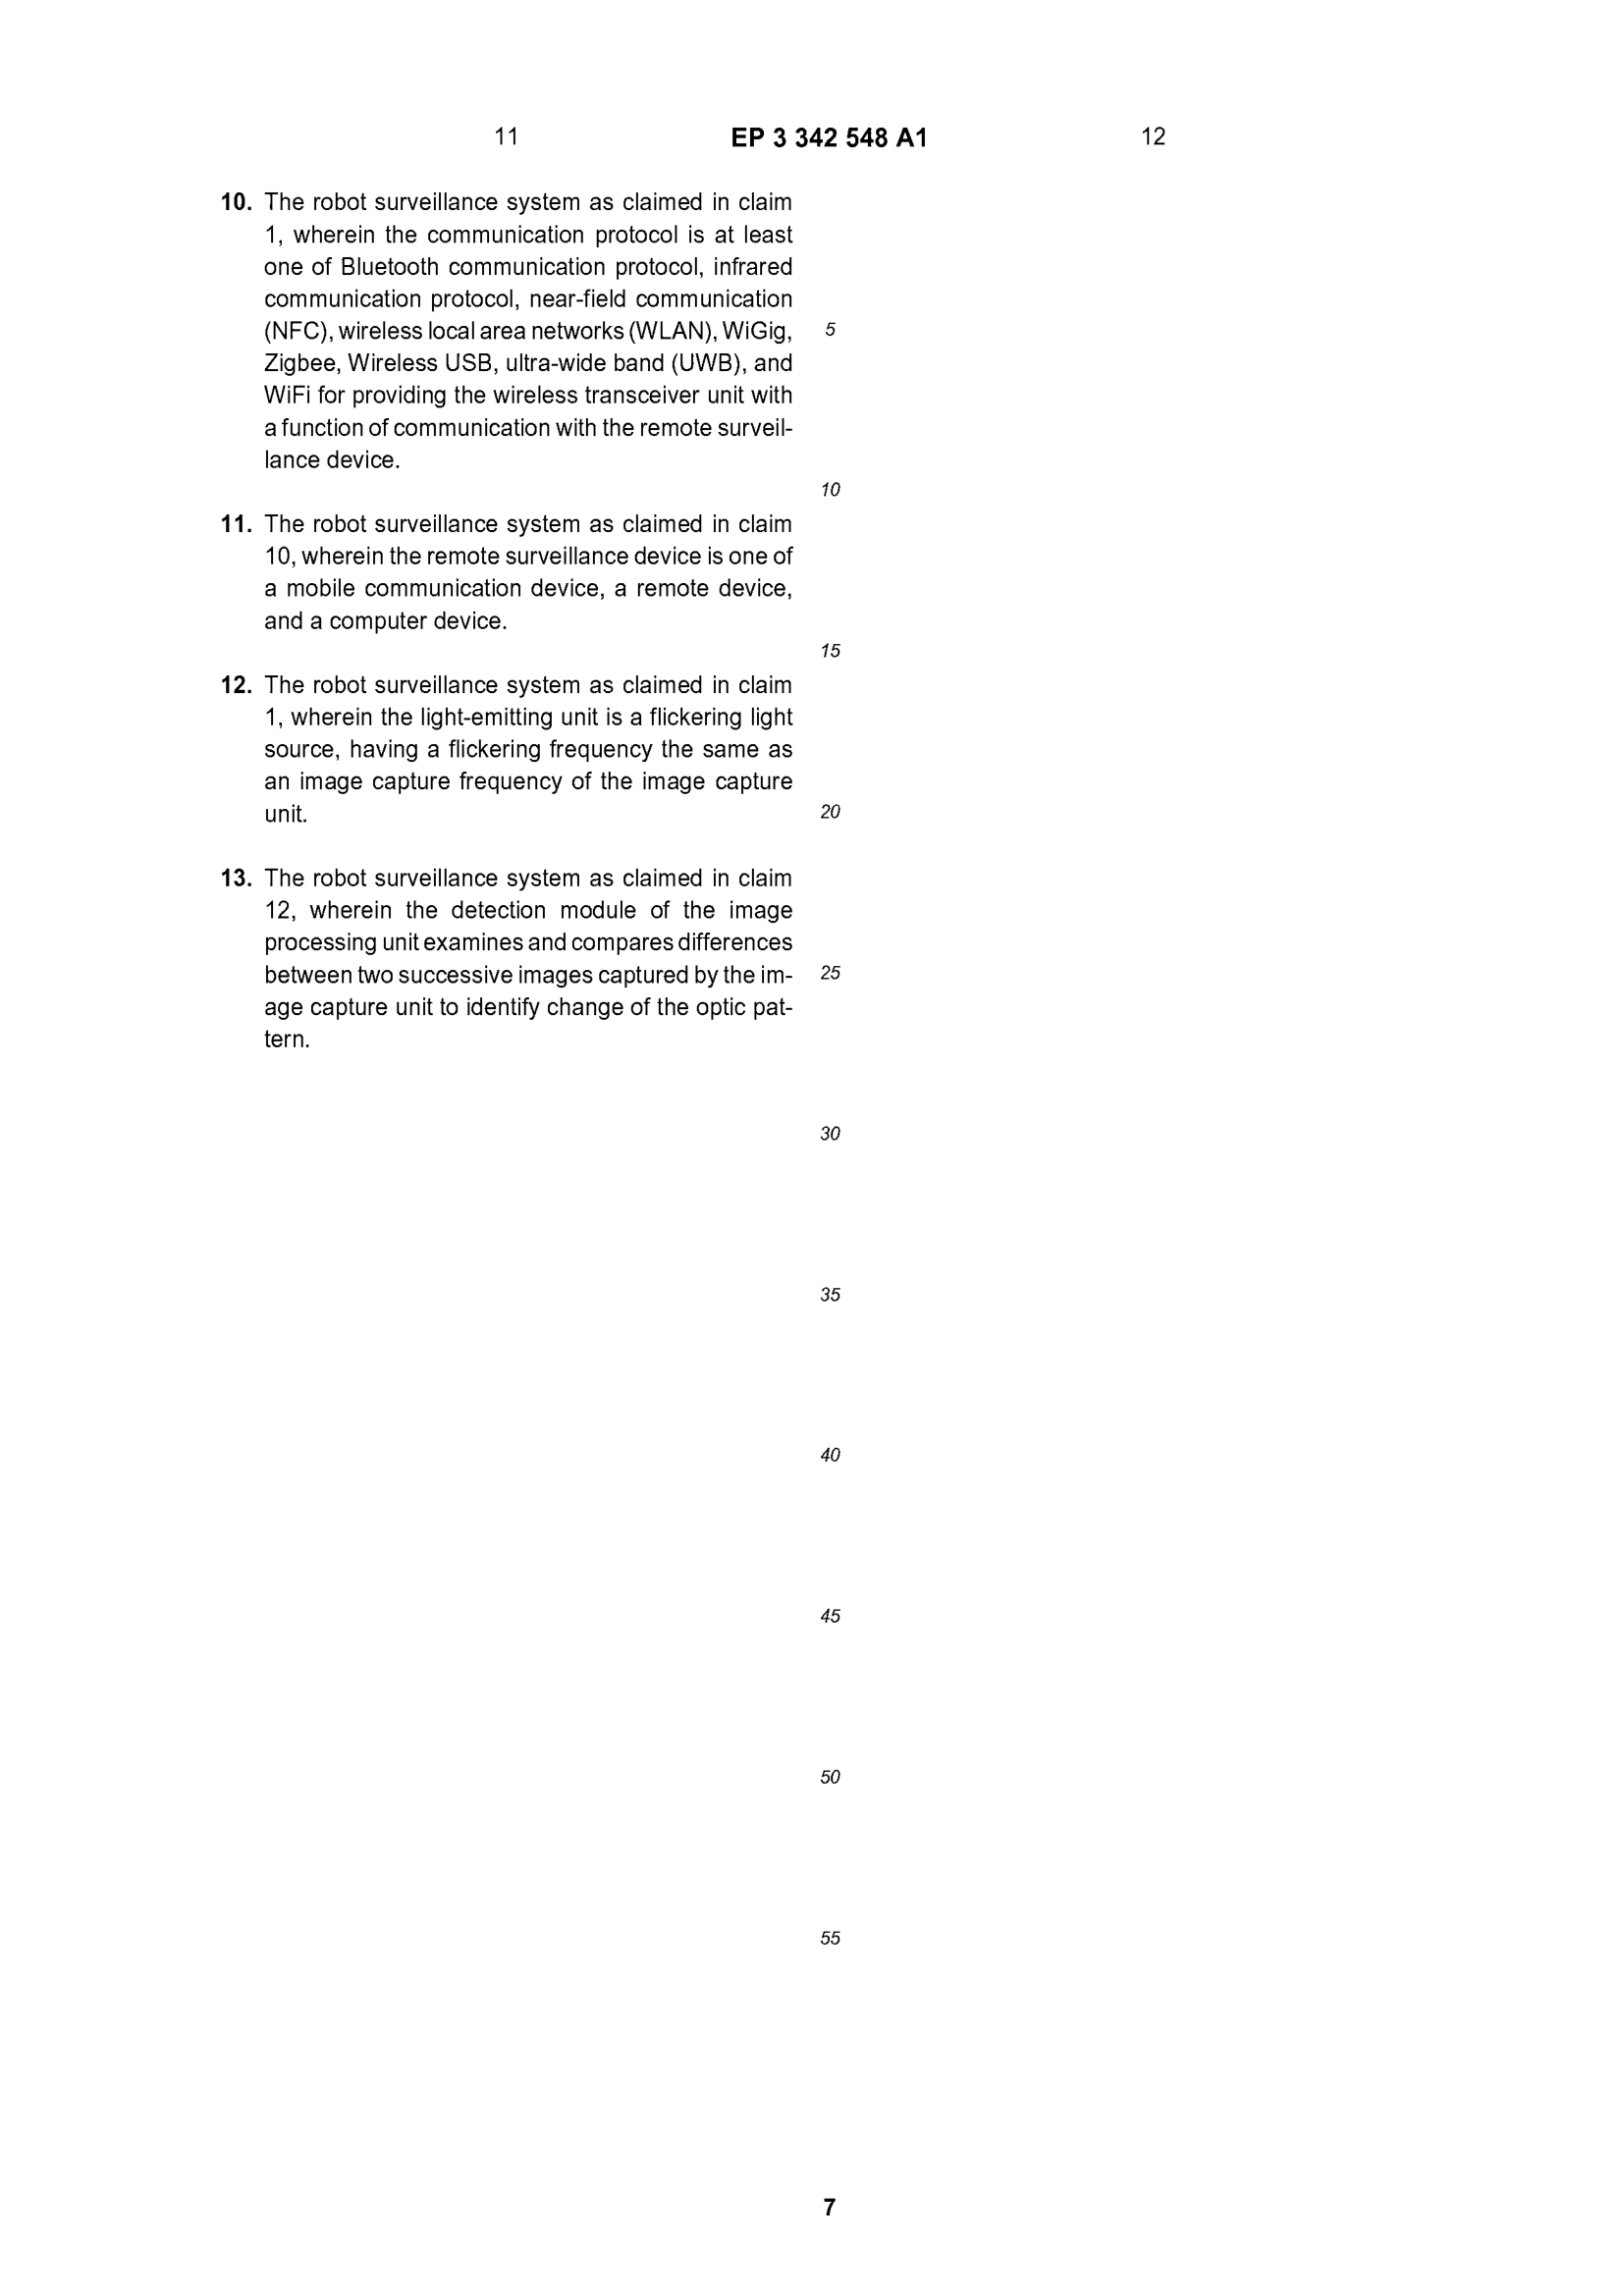 11
EP 3 342 548 A1
12
10. The robot surveillance system as claimed in claim
1, wherein the communication protocol is at least
one of Bluetooth communication protocol, infrared
communication protocol, near-field communication
(NFC), wireless local area networks (WLAN), WiGig,
5
Zigbee, Wireless USB, ultra-wide band (UWB), and
WiFi for providing the wireless transceiver unit with
a function of communication with the remote surveil-
lance device.
10
11. The robot surveillance system as claimed in claim
10, wherein the remote surveillance device is one of
a mobile communication device, a remote device,
and a computer device.
15
12. The robot surveillance system as claimed in claim
1, wherein the light-emitting unit is a flickering light
source, having a flickering frequency the same as
an image capture frequency of the image capture
unit.
20
13. The robot surveillance system as claimed in claim
12, wherein the detection module of the image
processing unit examines and compares differences
between two successive images captured by the im-
25
age capture unit to identify change of the optic pat-
tern.
30
35
40
45
50
55
7